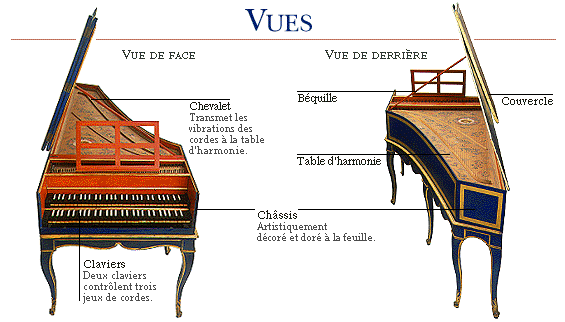 VUES
VUE DE FACE
VUE DE DERRIÈRE
Chevalet
Transmet les
vibrations des
cordes à la table
d'harmonie.
Béquille
Couvercle
Table d'harmonie
Châssis
Artistiquement
décoré et doré à la feuille.
Claviers
Deux claviers
contrôlent trois
jeux de cordes.